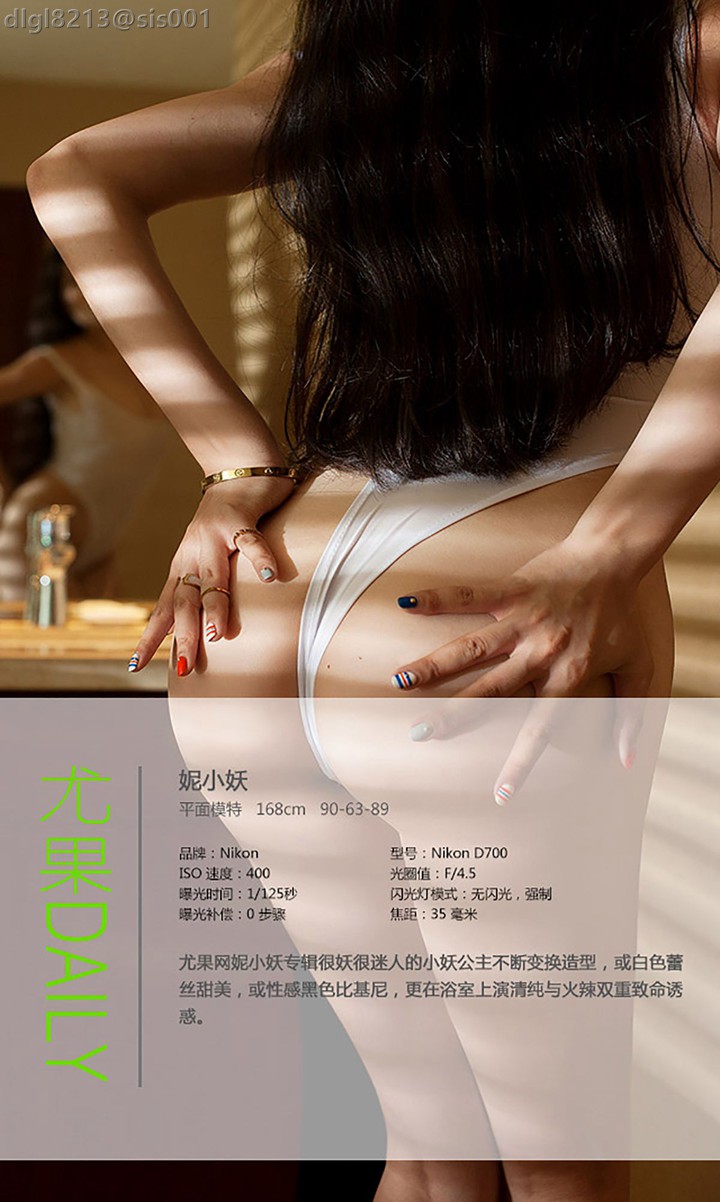 dlgl8213@sis001
尤果DAILY
妮小妖
平面模特 168cm 90-63-89
品牌：Nikon 型号：Nikon D700
ISO 速度：400 光圈值：F/4.5
曝光时间：1/125秒 闪光灯模式：无闪光，强制
曝光补偿：0 步骤 焦距：35 毫米
尤果网妮小妖专辑很妖很迷人的小妖公主不断变换造型，或白色蕾
丝甜美，或性感黑色比基尼，更在浴室上演清纯与火辣双重致命诱
惑。